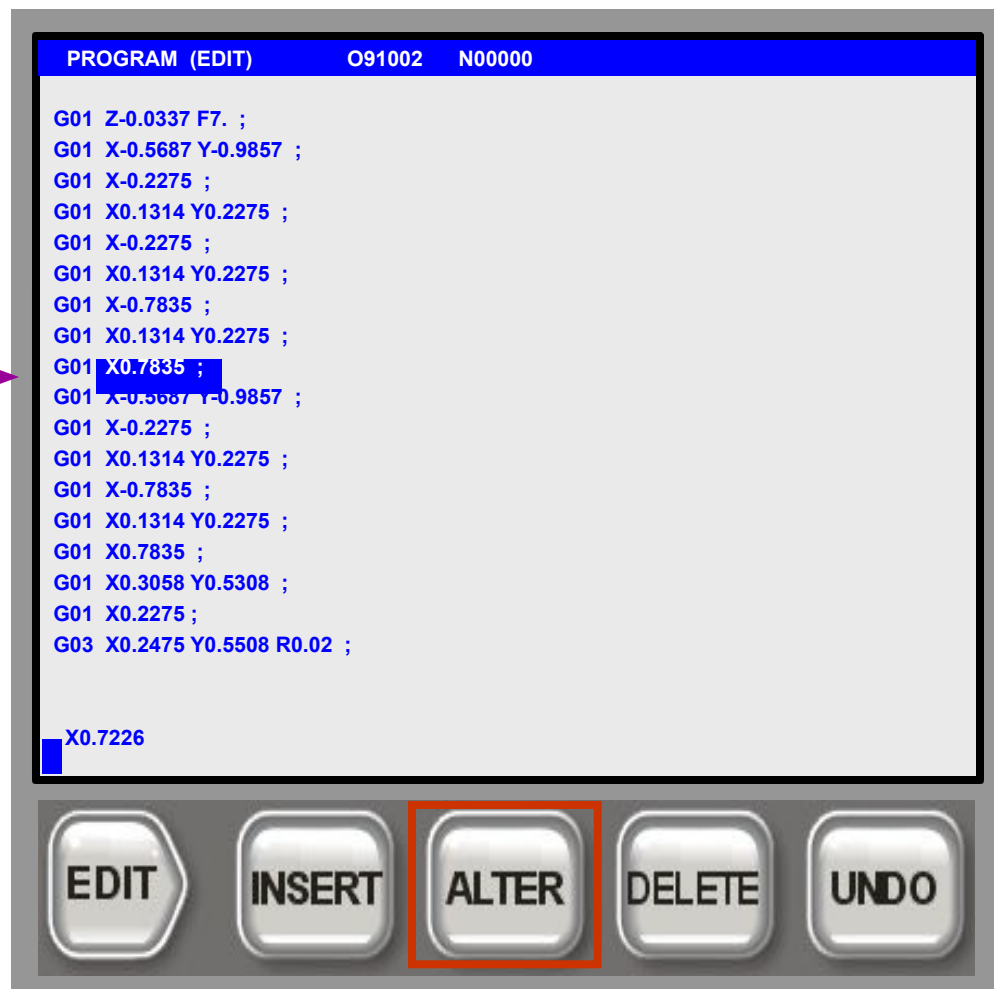 PROGRAM (EDIT) O91002 N00000
G01 Z-0.0337 F7. ;
G01 X-0.5687 Y-0.9857 ;
G01 X-0.2275 ;
G01 X0.1314 Y0.2275 ;
G01 X-0.2275 ;
G01 X0.1314 Y0.2275 ;
G01 X-0.7835 ;
G01 X0.1314 Y0.2275 ;
G01 X0.7835 ;
G01 X-0.5687 Y-0.9857 ;
G01 X-0.2275 ;
G01 X0.1314 Y0.2275 ;
G01 X-0.7835 ;
G01 X0.1314 Y0.2275 ;
G01 X0.7835 ;
G01 X0.3058 Y0.5308 ;
G01 X0.2275 ;
G03 X0.2475 Y0.5508 R0.02 ;
X0.7226
EDIT INSERT ALTER DELETE UNDO